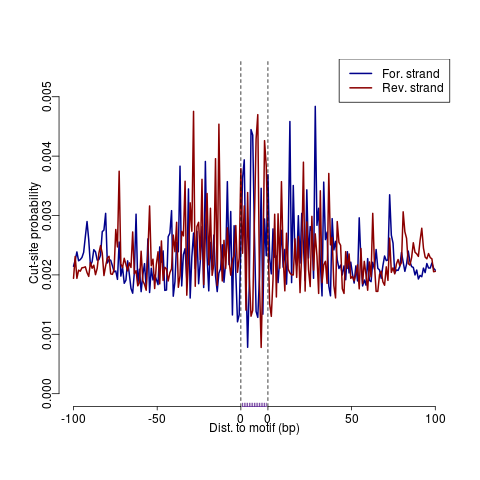 For. strand
Rev. strand
0.005
0.004
0.003
0.002
0.001
0.000
Cut-site probability
-100 -50 0 0 50 100
Dist. to motif (bp)